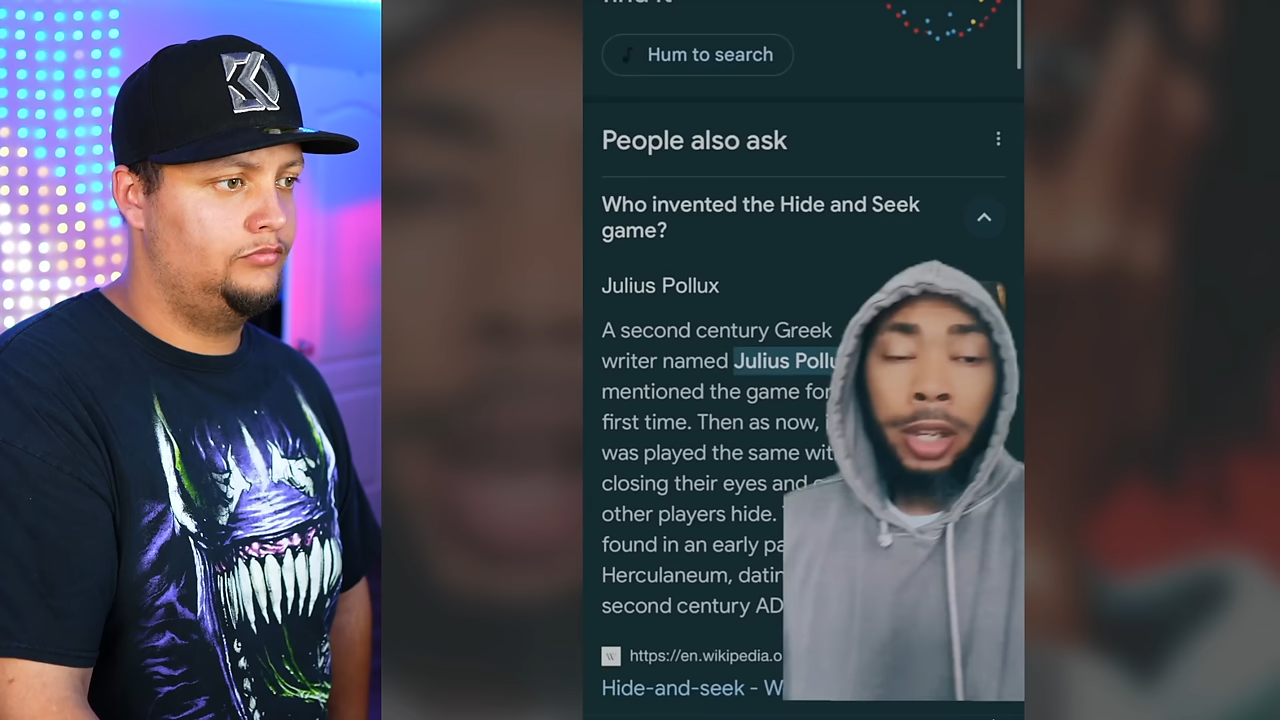 Hum to search
People also ask
Who invented the Hide and Seek
game?
Julius Pollux
A second century Greek
writer named Julius Pollu
mentioned the game for
first time. Then as now,
was played the same wit
closing their eyes and
other players hide.
found in an early pa
Herculaneum, datin
second century AD
W
https://en.wikipedia.o
Hide-and-seek - W